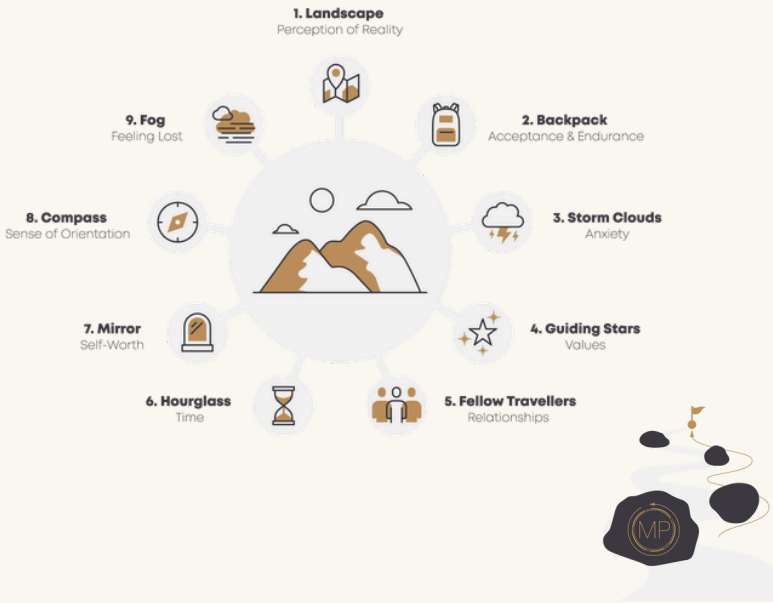 1. Landscape
Perception of Reality
2. Backpack
Acceptance & Endurance
3. Storm Clouds
Anxiety
4. Guiding Stars
Values
5. Fellow Travellers
Relationships
6. Hourglass
Time
7. Mirror
Self-Worth
8. Compass
Sense of Orientation
9. Fog
Feeling Lost
MP